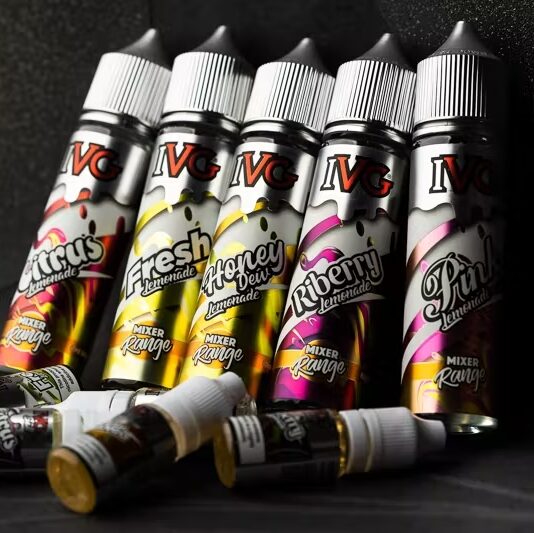 IVG
Citrus
Lemonade
MIXER
Range
IVG
Fresh
Lemonade
MIXER
Range
IVG
Honey
Dew
Lemonade
MIXER
Range
IVG
Riberry
Lemonade
MIXER
Range
IVG
Pink
Lemonade
MIXER
Range